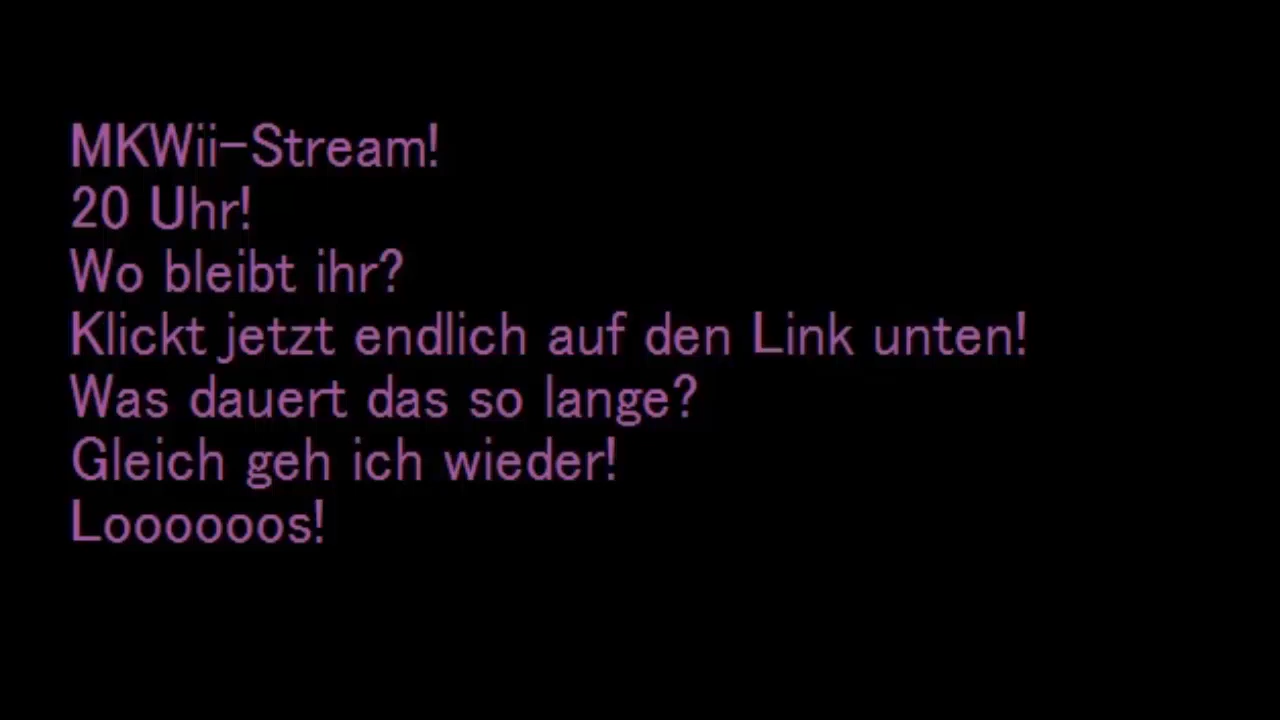 MKWii-Stream!
20 Uhr!
Wo bleibt ihr?
Klickt jetzt endlich auf den Link unten!
Was dauert das so lange?
Gleich geh ich wieder!
Loooooos!